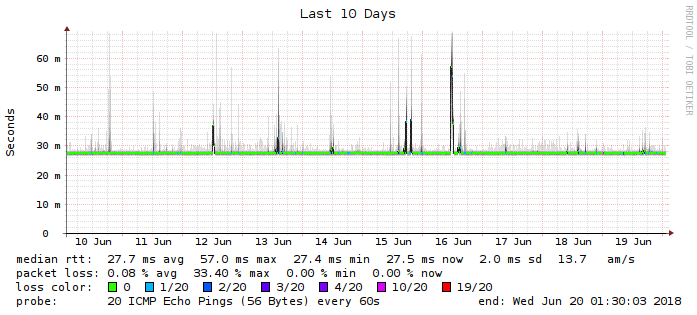 Last 10 Days
RRDTOOL / TOBI OETIKER
Seconds
60 m
50 m
40 m
30 m
20 m
10 m
0
10 Jun 11 Jun 12 Jun 13 Jun 14 Jun 15 Jun 16 Jun 17 Jun 18 Jun 19 Jun
median rtt: 27.7 ms avg 57.0 ms max 27.4 ms min 27.5 ms now 2.0 ms sd 13.7 am/s
packet loss: 0.08 % avg 33.40 % max 0.00 % min 0.00 % now
loss color: 0 1/20 2/20 3/20 4/20 10/20 19/20
probe: 20 ICMP Echo Pings (56 Bytes) every 60s end: Wed Jun 20 01:30:03 2018